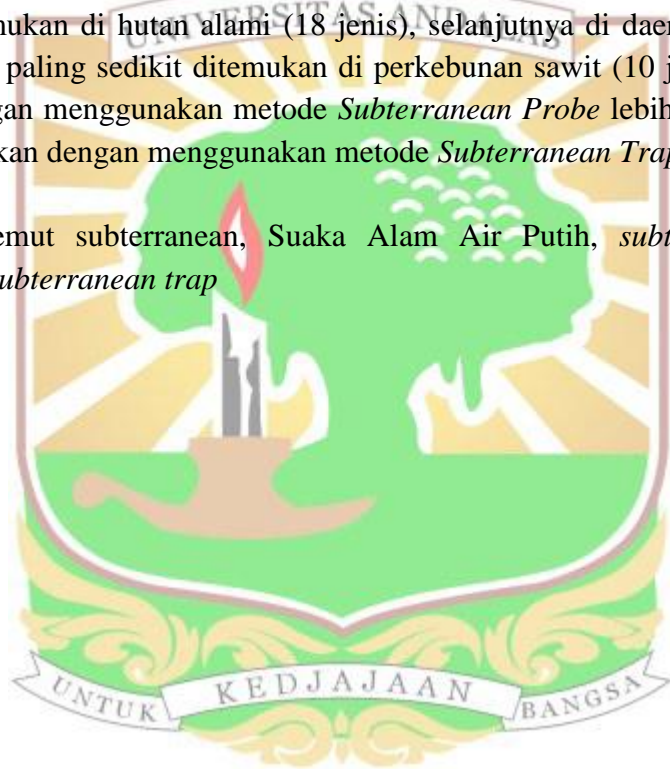 mukan di hutan alami (18 jenis), selanjutnya di daer
UNIVERSITAS ANDALAS
paling sedikit ditemukan di perkebunan sawit (10 j
gan menggunakan metode Subterranean Probe lebih
kan dengan menggunakan metode Subterranean Trap
emut subterranean, Suaka Alam Air Putih, subt
subterranean trap
UNTUK KEDJAJAAN BANGSA